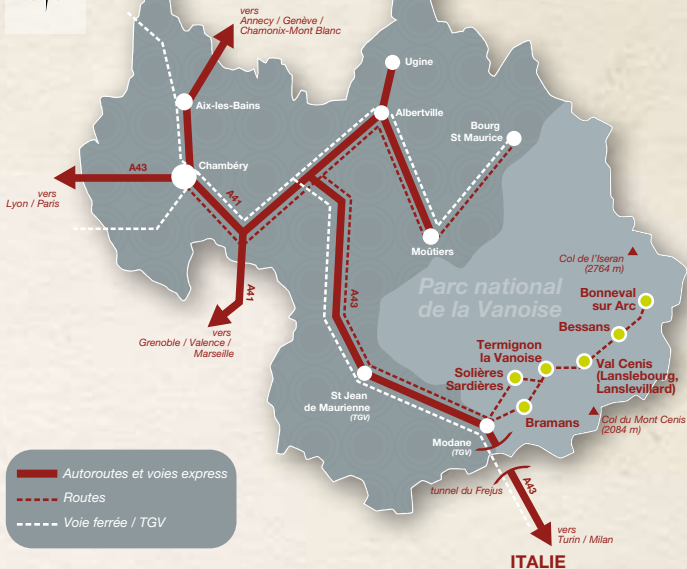 vers
Annecy / Genève /
Chamonix-Mont Blanc
Ugine
Aix-les-Bains
Albertville
Bourg
St Maurice
A43
Chambéry
vers
Lyon / Paris
A41
Moûtiers
Col de l'Iseran
(2764 m)
A41
A43
Parc national
de la Vanoise
Bonneval
sur Arc
vers
Grenoble / Valence /
Marseille
Bessans
Termignon
la Vanoise
Solières
Sardières
Val Cenis
(Lanslebourg,
Lanslevillard)
St Jean
de Maurienne
(TGV)
Bramans
Col du Mont Cenis
(2084 m)
Modane
(TGV)
Autoroutes et voies express
Routes
Voie ferrée / TGV
tunnel du Frejus
A43
vers
Turin / Milan
ITALIE